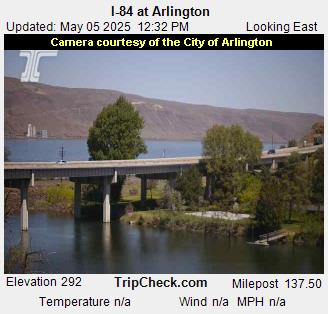 I-84 at Arlington
Updated: May 05 2025 12:32 PM Looking East
Camera courtesy of the City of Arlington
Elevation 292 TripCheck.com Milepost 137.50
Temperature n/a Wind n/a MPH n/a